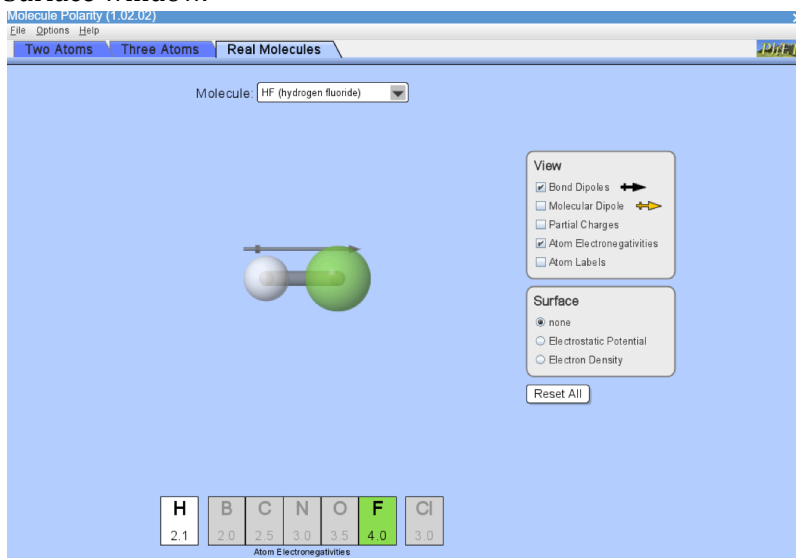 Surface window.
Molecule Polarity (1.02.02)
File Options Help
Two Atoms Three Atoms Real Molecules
Molecule: HF (hydrogen fluoride)
View
Bond Dipoles
Molecular Dipole
Partial Charges
Atom Electronegativities
Atom Labels
Surface
none
Electrostatic Potential
Electron Density
Reset All
H B C N O F Cl
2.1 2.0 2.5 3.0 3.5 4.0 3.0
Atom Electronegativities